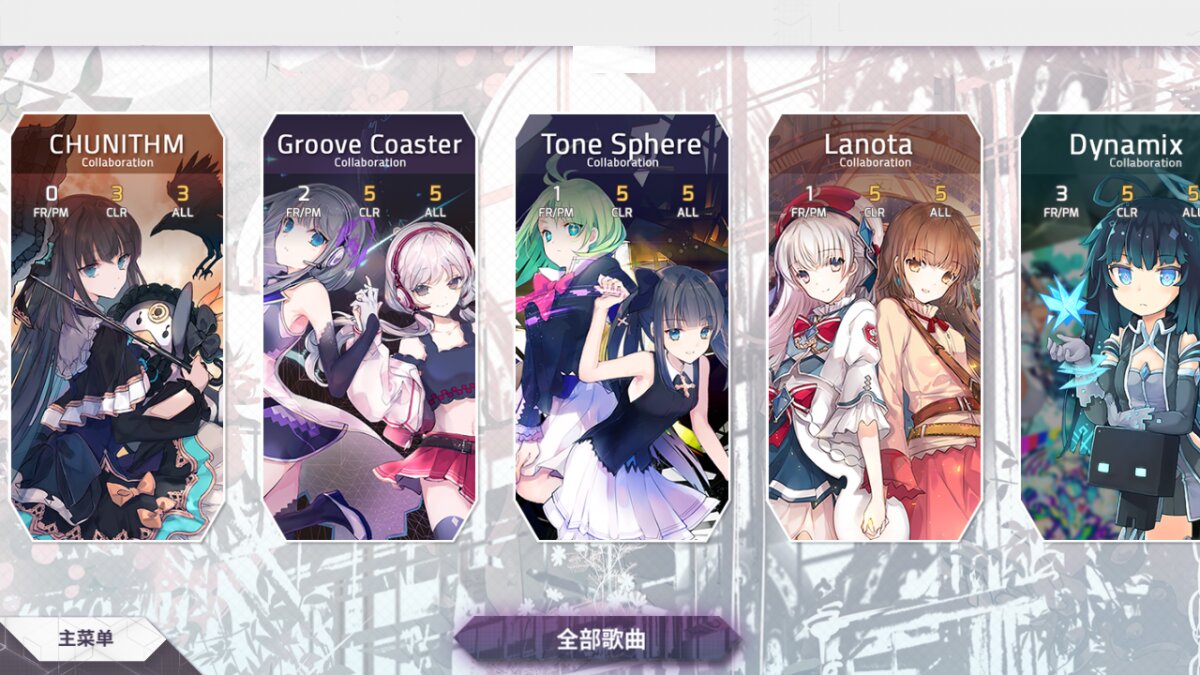 CHUNITHM
Collaboration
0 3 3
FR/PM CLR ALL
Groove Coaster
Collaboration
2 5 5
FR/PM CLR ALL
Tone Sphere
Collaboration
1 5 5
FR/PM CLR ALL
Lanota
Collaboration
1 5 5
FR/PM CLR ALL
Dynamix
Collaboration
3 5 5
FR/PM CLR AL
主菜单
全部歌曲